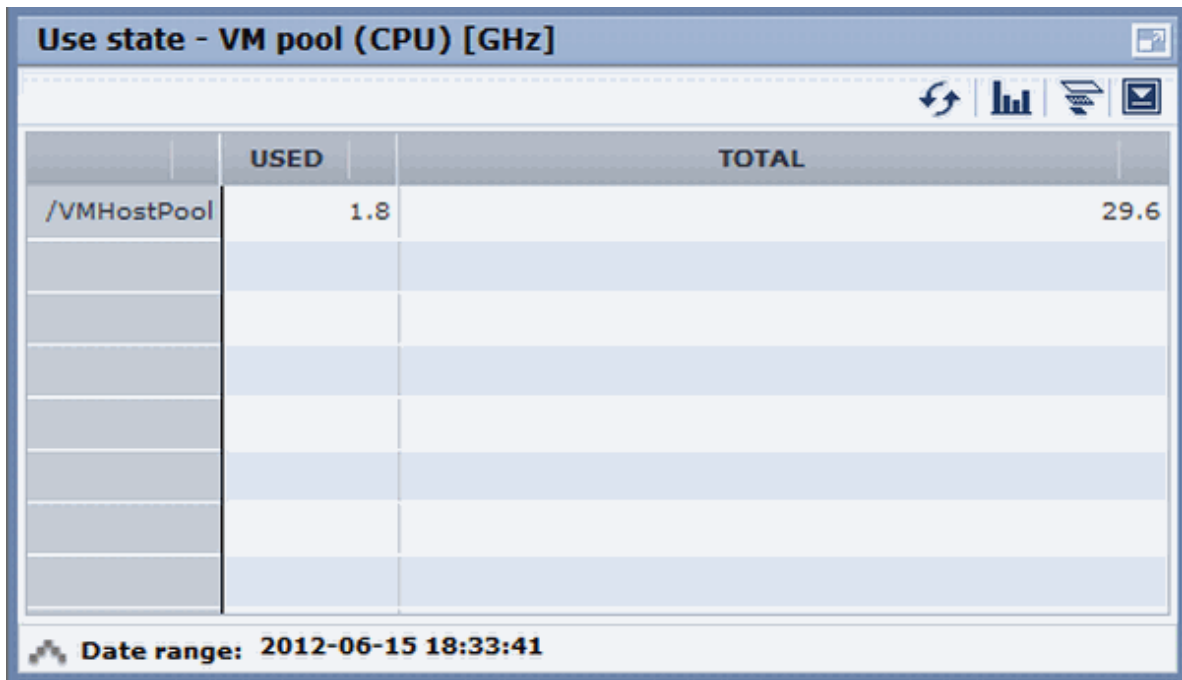 Use state - VM pool (CPU) [GHz]
USED TOTAL
/VMHostPool 1.8 29.6
Date range: 2012-06-15 18:33:41